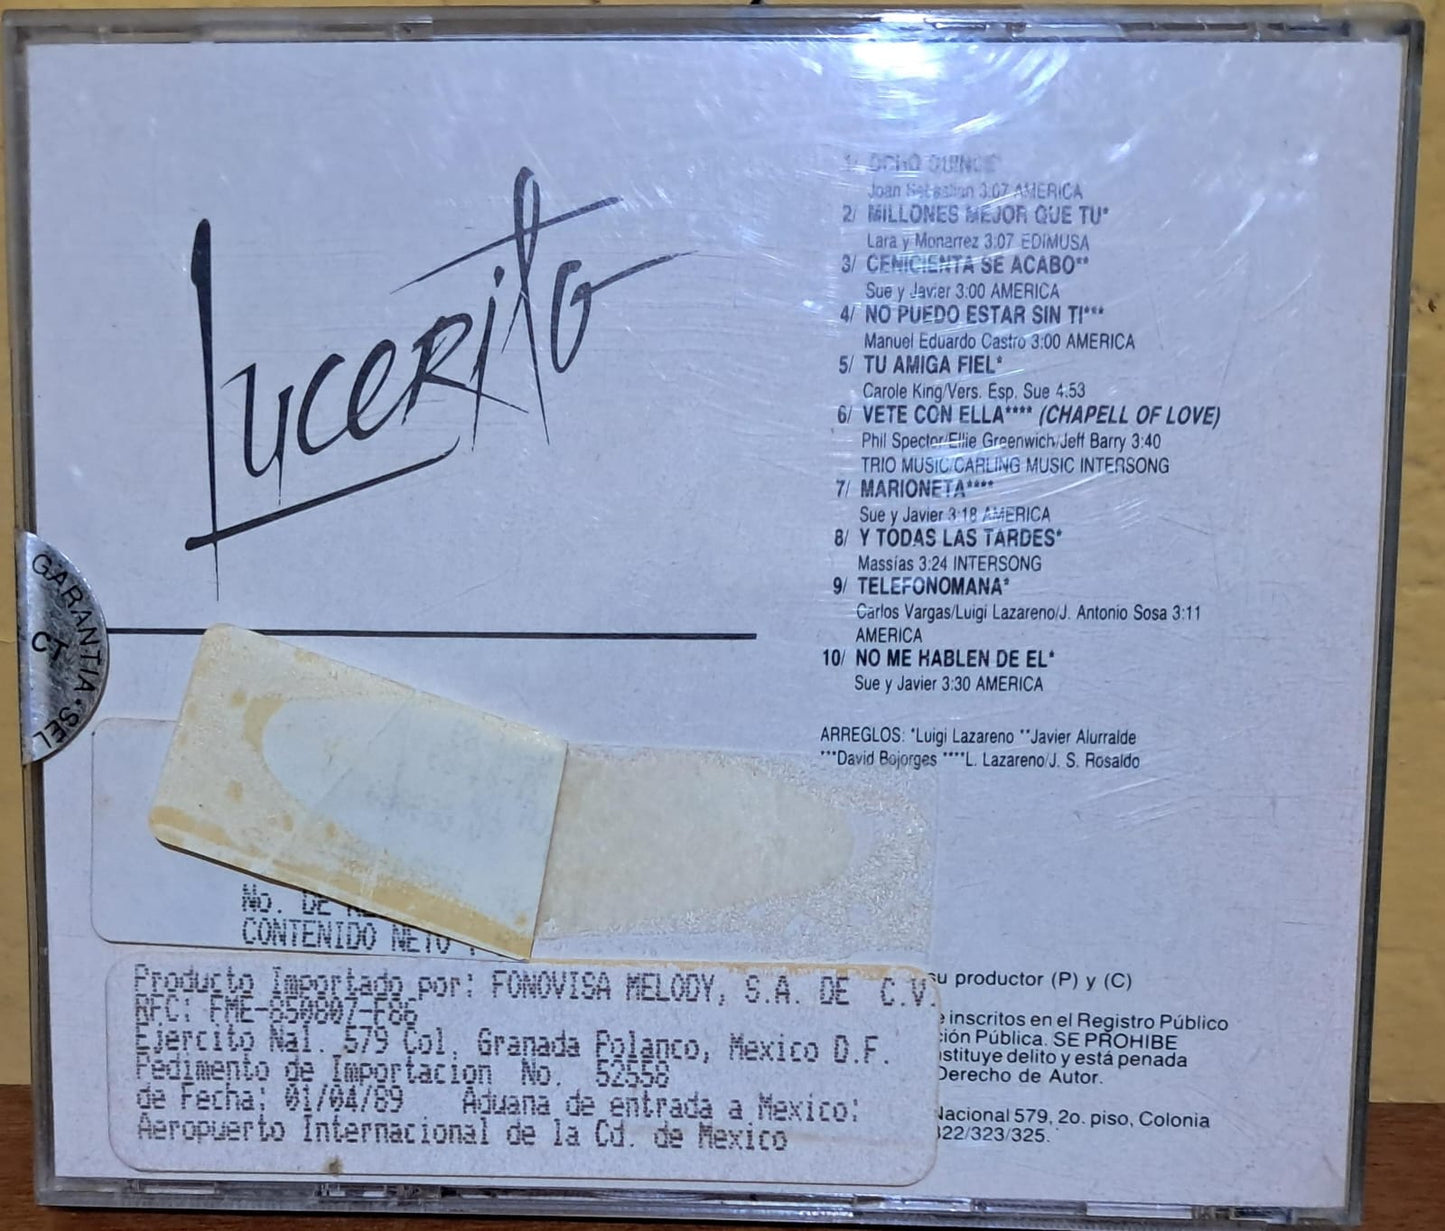 Lucerito
1/ OCHO QUINCE*
Joan Sebastian 3:07 AMERICA
2/ MILLONES MEJOR QUE TU*
Lara y Monarrez 3:07 EDIMUSA
3/ CENICIENTA SE ACABO**
Sue y Javier 3:00 AMERICA
4/ NO PUEDO ESTAR SIN TI***
Manuel Eduardo Castro 3:00 AMERICA
5/ TU AMIGA FIEL*
Carole King/Vers. Esp. Sue 4:53
6/ VETE CON ELLA**** (CHAPELL OF LOVE)
Phil Spector/Ellie Greenwich/Jeff Barry 3:40
TRIO MUSIC/CARLING MUSIC INTERSONG
7/ MARIONETA****
Sue y Javier 3:18 AMERICA
8/ Y TODAS LAS TARDES*
Massías 3:24 INTERSONG
9/ TELEFONOMANA*
Carlos Vargas/Luigi Lazareno/J. Antonio Sosa 3:11
AMERICA
10/ NO ME HABLEN DE EL*
Sue y Javier 3:30 AMERICA
ARREGLOS: *Luigi Lazareno **Javier Alurralde
***David Bojorges ****L. Lazareno/J. S. Rosaldo
GARANTIA * SEL
CT
No. DE
CONTENIDO NETO
Producto Importado por: FONOVISA MELODY, S.A. DE C.V.
RFC: FME-850807-F86
Ejercito Nal. 579 Col. Granada Polanco, Mexico D.F.
Pedimento de Importacion No. 52558
de Fecha: 01/04/89 Aduana de entrada a Mexico:
Aeropuerto Internacional de la Cd. de Mexico
su productor (P) y (C)
e inscritos en el Registro Público
ción Pública. SE PROHIBE
stituye delito y está penada
Derecho de Autor.
Nacional 579, 2o. piso, Colonia
322/323/325.